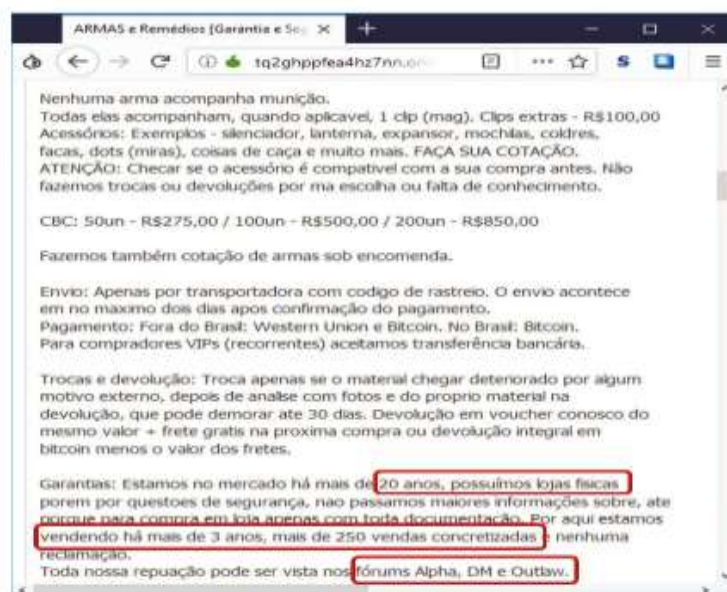 ARMAS e Remédios [Garantia e Se
tq2ghppfea4hz7nn.on
S
Nenhuma arma acompanha munição.
Todas elas acompanham, quando aplicavel, 1 clip (mag). Clips extras - R$100,00
Acessórios: Exemplos - silenciador, lanterna, expansor, mochilas, coldres,
facas, dots (miras), coisas de caça e muito mais. FAÇA SUA COTAÇÃO.
ATENÇÃO: Checar se o acessório é compativel com a sua compra antes. Não
fazemos trocas ou devoluções por ma escolha ou falta de conhecimento.
CBC: 50un - R$275,00 / 100un - R$500,00 / 200un - R$850,00
Fazemos também cotação de armas sob encomenda.
Envio: Apenas por transportadora com codigo de rastreio. O envio acontece
em no maximo dois dias apos confirmação do pagamento.
Pagamento: Fora do Brasil: Western Union e Bitcoin. No Brasil: Bitcoin.
Para compradores VIPs (recorrentes) aceitamos transferência bancária.
Trocas e devolução: Troca apenas se o material chegar deteriorado por algum
motivo externo, depois de analise com fotos e do proprio material na
devolução, que pode demorar ate 30 dias. Devolução em voucher conosco do
mesmo valor + frete gratis na proxima compra ou devolução integral em
bitcoin menos o valor dos fretes.
Garantias: Estamos no mercado há mais de 20 anos, possuímos lojas fisicas
porem por questoes de segurança, nao passamos maiores informações sobre, ate
porque para compra em loja apenas com toda documentação. Por aqui estamos
vendendo há mais de 3 anos, mais de 250 vendas concretizadas e nenhuma
reclamação.
Toda nossa repuação pode ser vista nos fórums Alpha, DM e Outlaw.